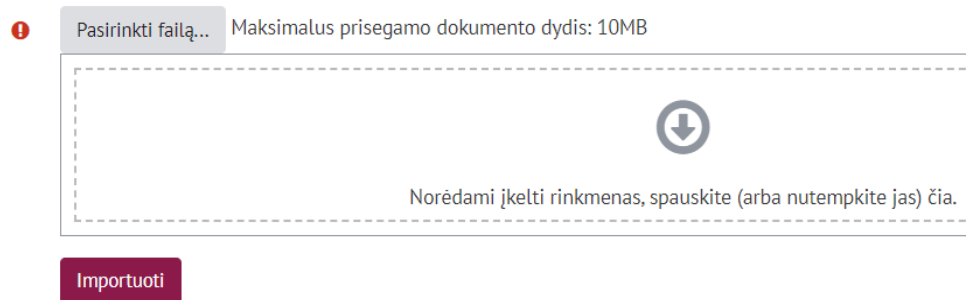 Pasirinkti failą... Maksimalus prisegamo dokumento dydis: 10MB
Norėdami įkelti rinkmenas, spauskite (arba nutempkite jas) čia.
Importuoti